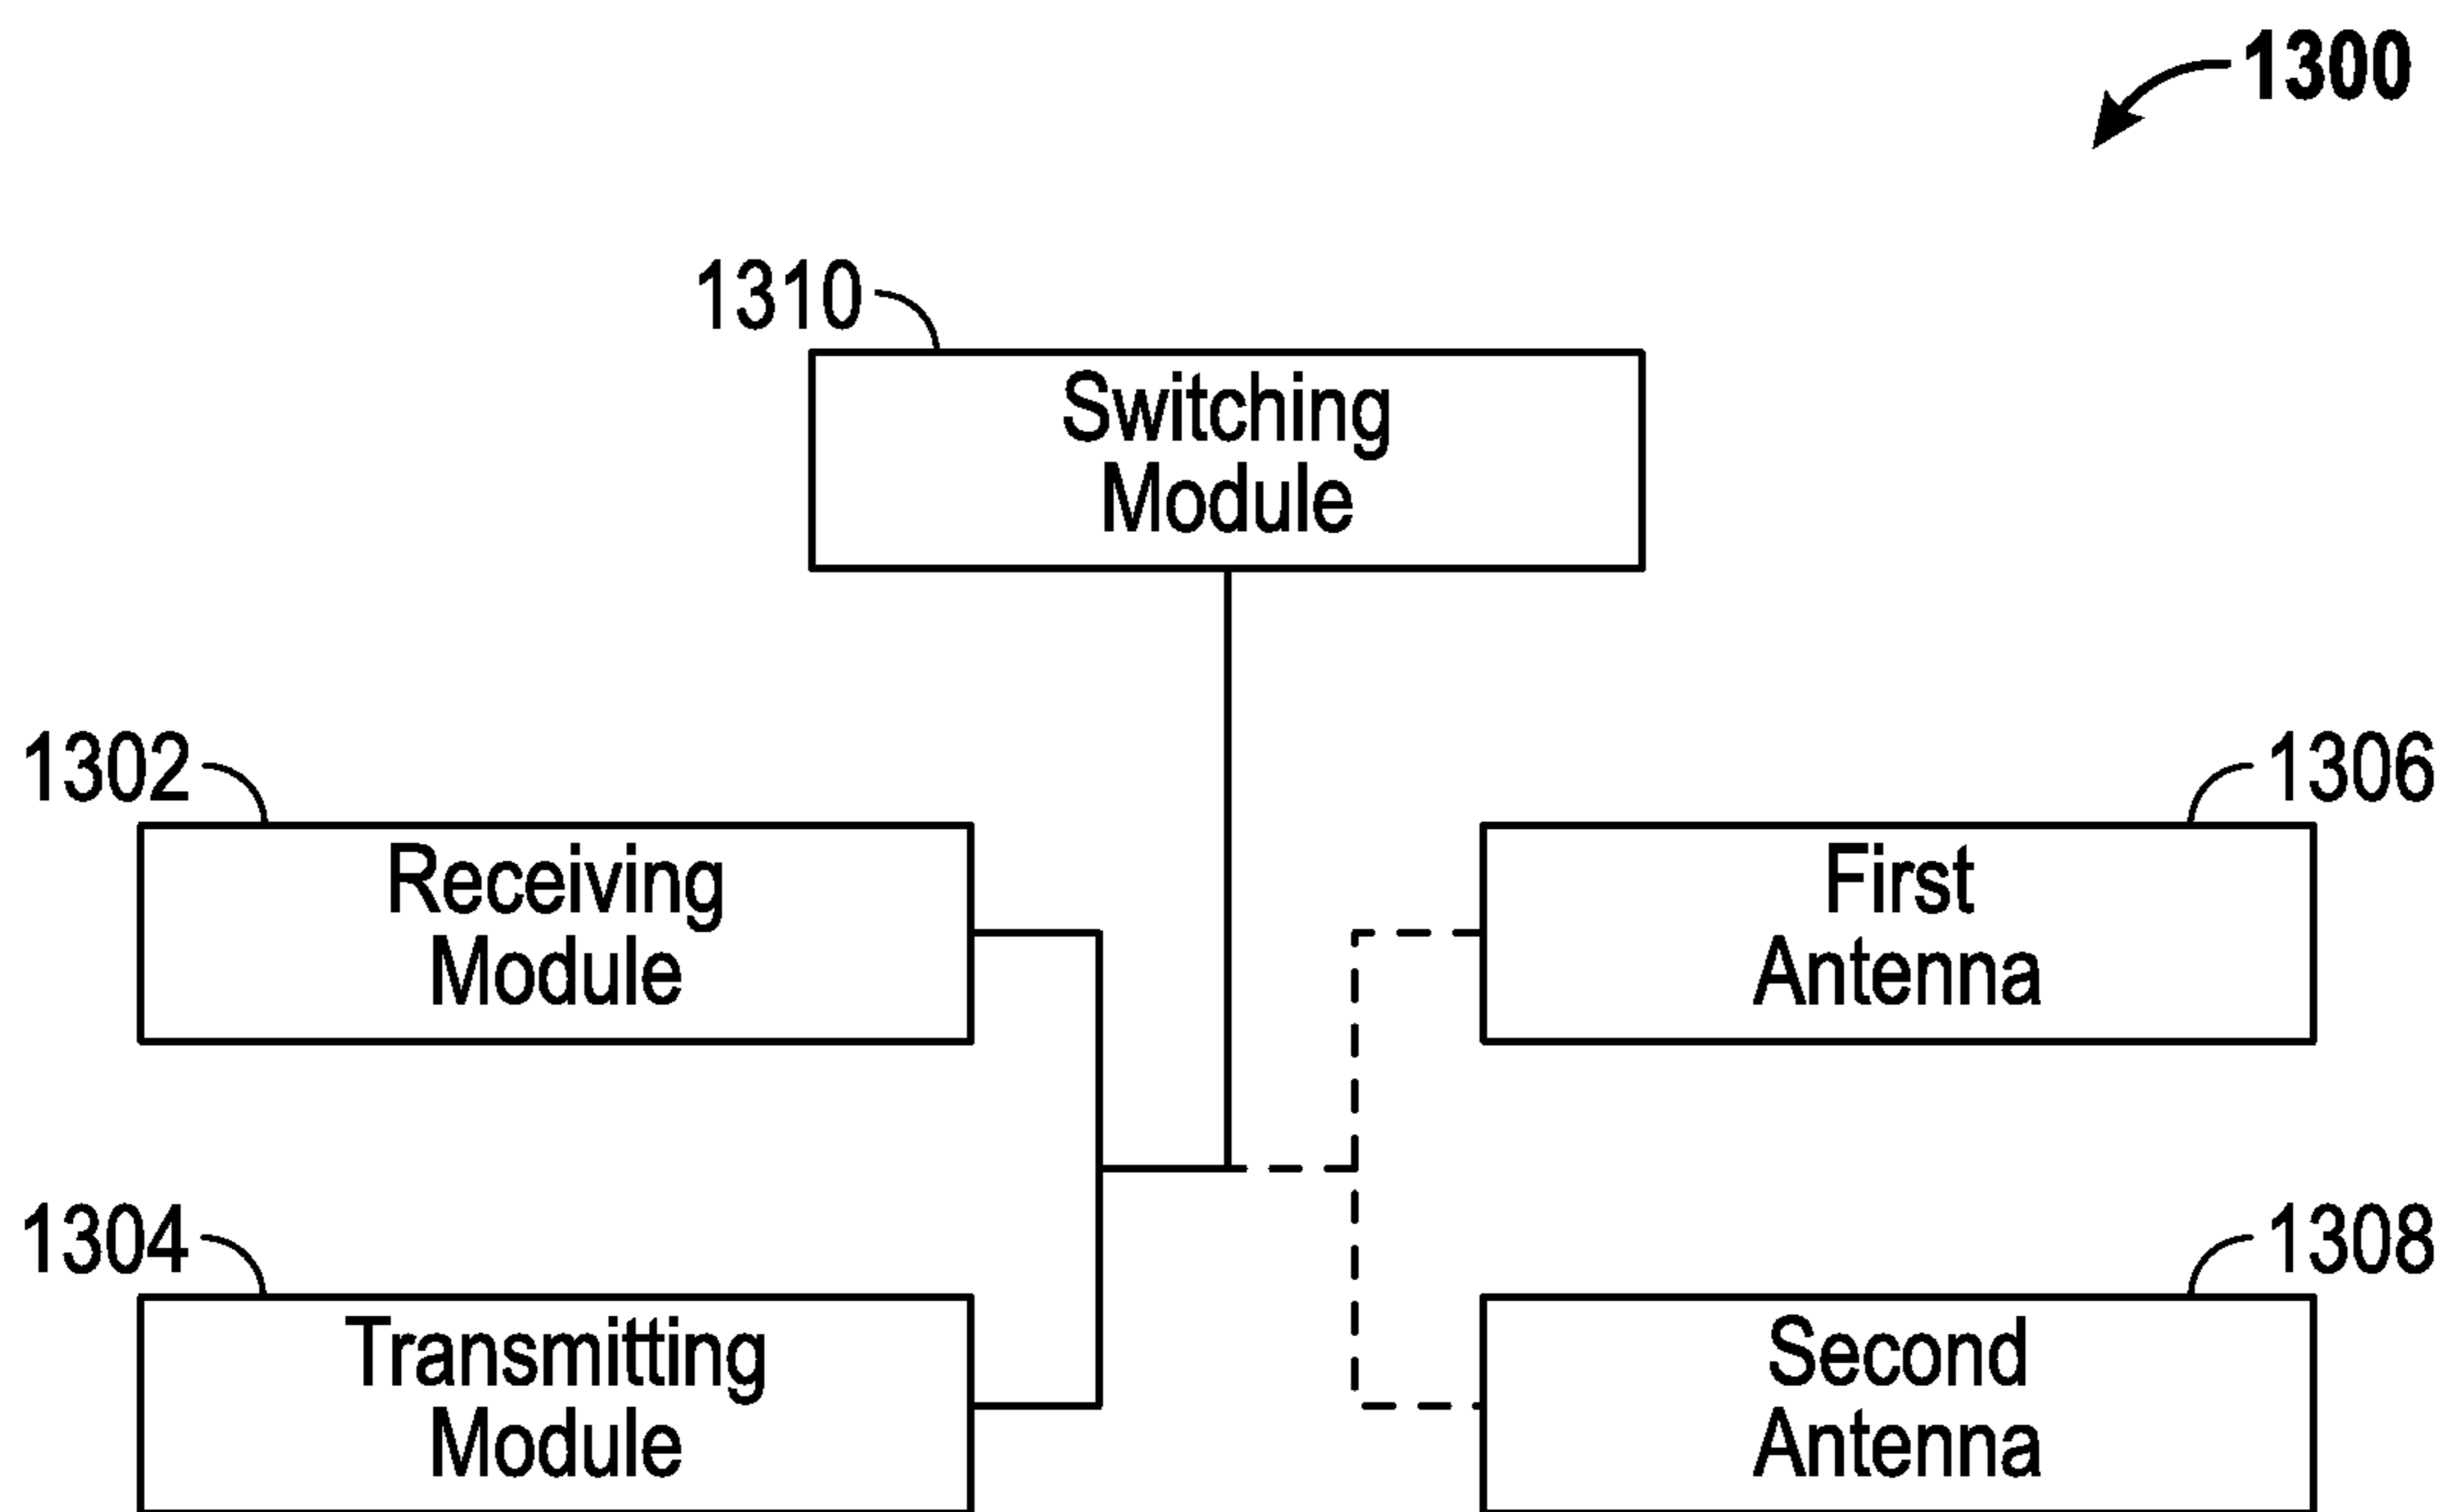 1300
1310
Switching
Module
1302
Receiving
Module
1306
First
Antenna
1304
Transmitting
Module
1308
Second
Antenna